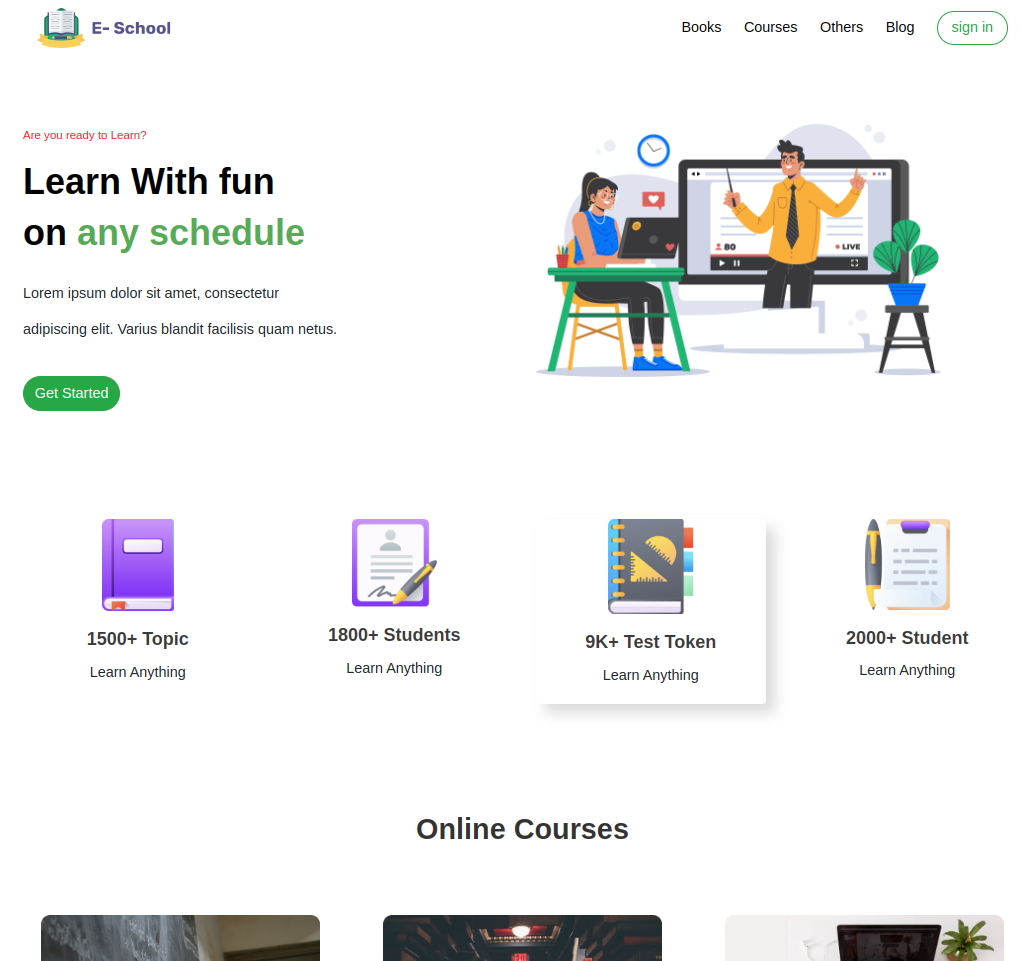 E- School
Books Courses Others Blog sign in
Are you ready to Learn?
Learn With fun
on any schedule
Lorem ipsum dolor sit amet, consectetur
adipiscing elit. Varius blandit facilisis quam netus.
Get Started
80
LIVE
1500+ Topic
Learn Anything
1800+ Students
Learn Anything
9K+ Test Token
Learn Anything
2000+ Student
Learn Anything
Online Courses